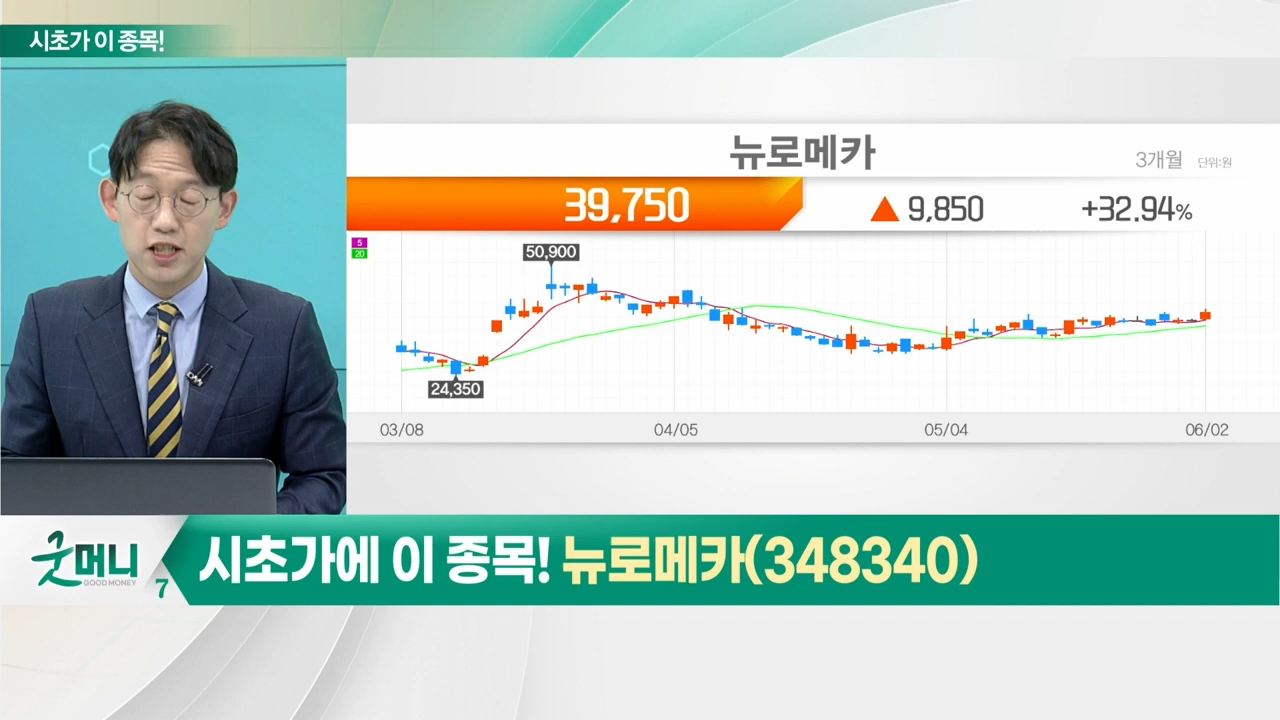 시초가 이 종목!
뉴로메카
3개월 단위:원
39,750
▲ 9,850
+32.94%
5
20
50,900
24,350
03/08
04/05
05/04
06/02
굿머니
GOOD MONEY
7
시초가에 이 종목! 뉴로메카(348340)